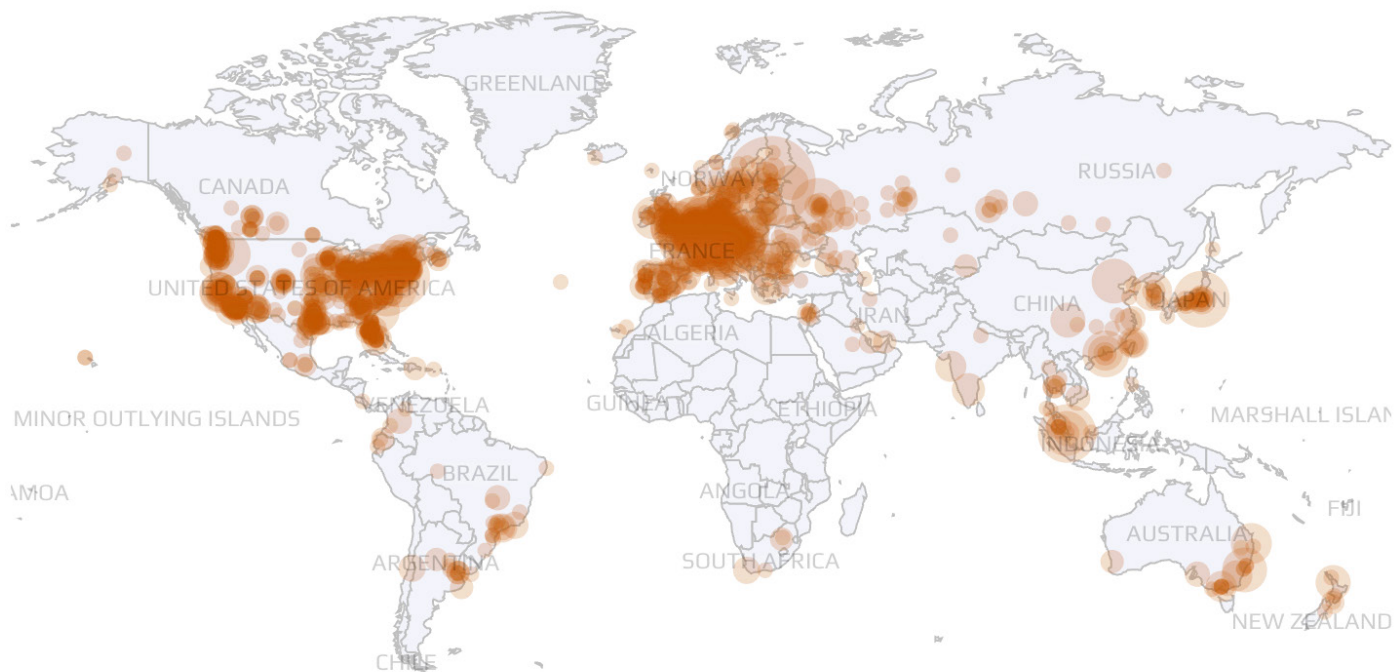 GREENLAND
NORWAY
RUSSIA
CANADA
FRANCE
UNITED STATES OF AMERICA
CHINA
JAPAN
IRAN
ALGERIA
MINOR OUTLYING ISLANDS
VENEZUELA
GUINEA
ETHIOPIA
MARSHALL ISLAN
INDONESIA
BRAZIL
AMOA
ANGOLA
FIJI
AUSTRALIA
ARGENTINA
SOUTH AFRICA
NEW ZEALAND
CHILE